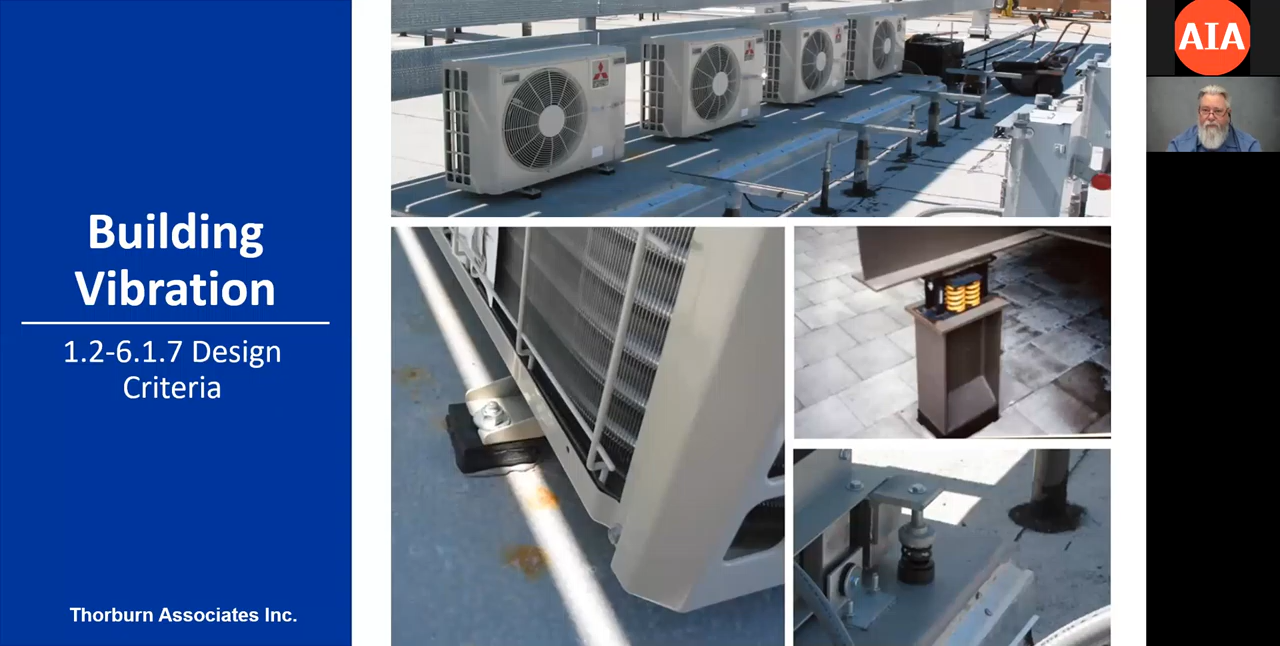 Building
Vibration
1.2-6.1.7 Design
Criteria
Thorburn Associates Inc.
AIA